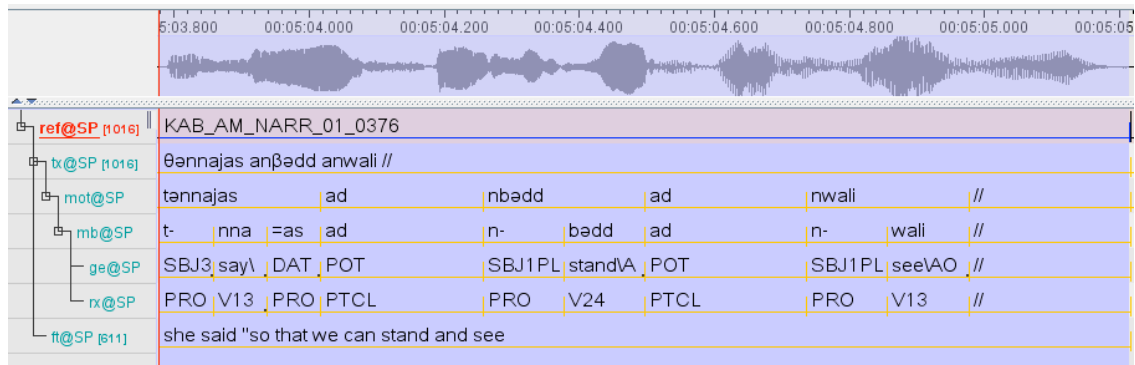 5:03.800 00:05:04.000 00:05:04.200 00:05:04.400 00:05:04.600 00:05:04.800 00:05:05.000 00:05:05
ref@SP [1016] KAB_AM_NARR_01_0376
tx@SP [1016] θənnajas anβədd anwali //
mot@SP tənnajas ad nbədd ad nwali //
mb@SP t- nna =as ad n- bədd ad n- wali //
ge@SP SBJ3 say\ DAT POT SBJ1PL stand\A POT SBJ1PL see\AO //
rx@SP PRO V13 PRO PTCL PRO V24 PTCL PRO V13 //
ft@SP [611] she said "so that we can stand and see